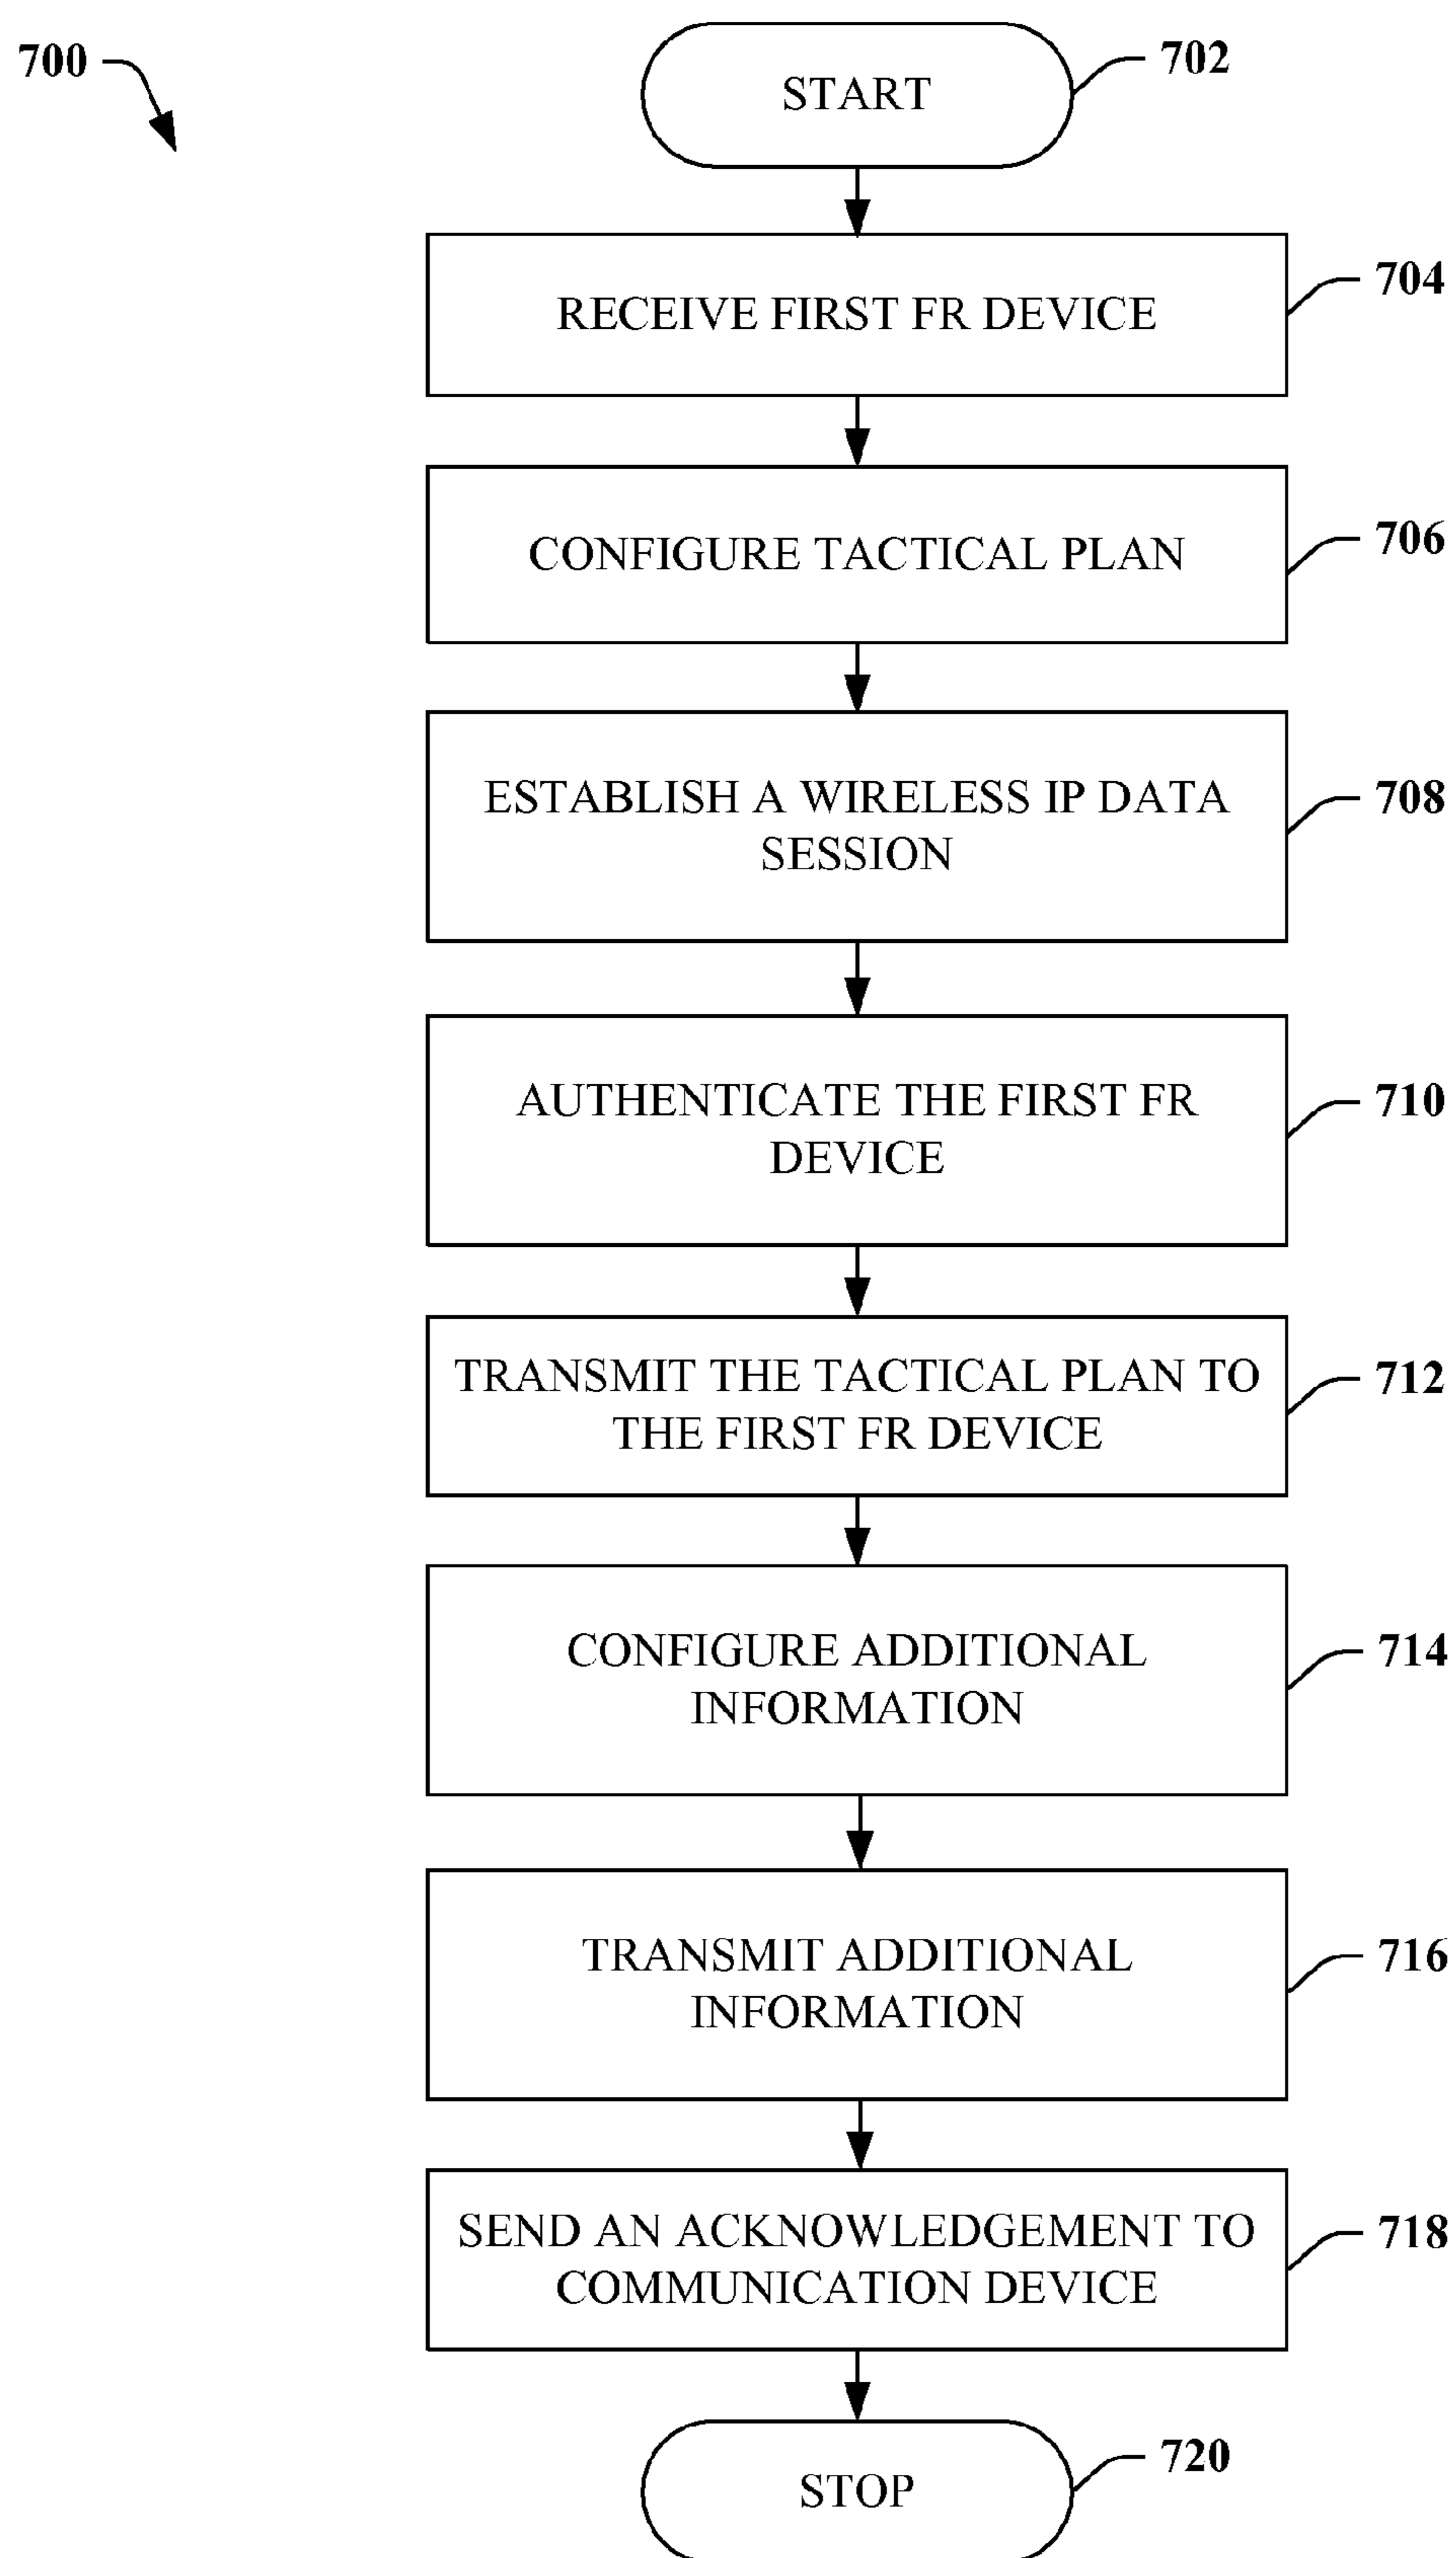 700
START
702
RECEIVE FIRST FR DEVICE
704
CONFIGURE TACTICAL PLAN
706
ESTABLISH A WIRELESS IP DATA
SESSION
708
AUTHENTICATE THE FIRST FR
DEVICE
710
TRANSMIT THE TACTICAL PLAN TO
THE FIRST FR DEVICE
712
CONFIGURE ADDITIONAL
INFORMATION
714
TRANSMIT ADDITIONAL
INFORMATION
716
SEND AN ACKNOWLEDGEMENT TO
COMMUNICATION DEVICE
718
STOP
720